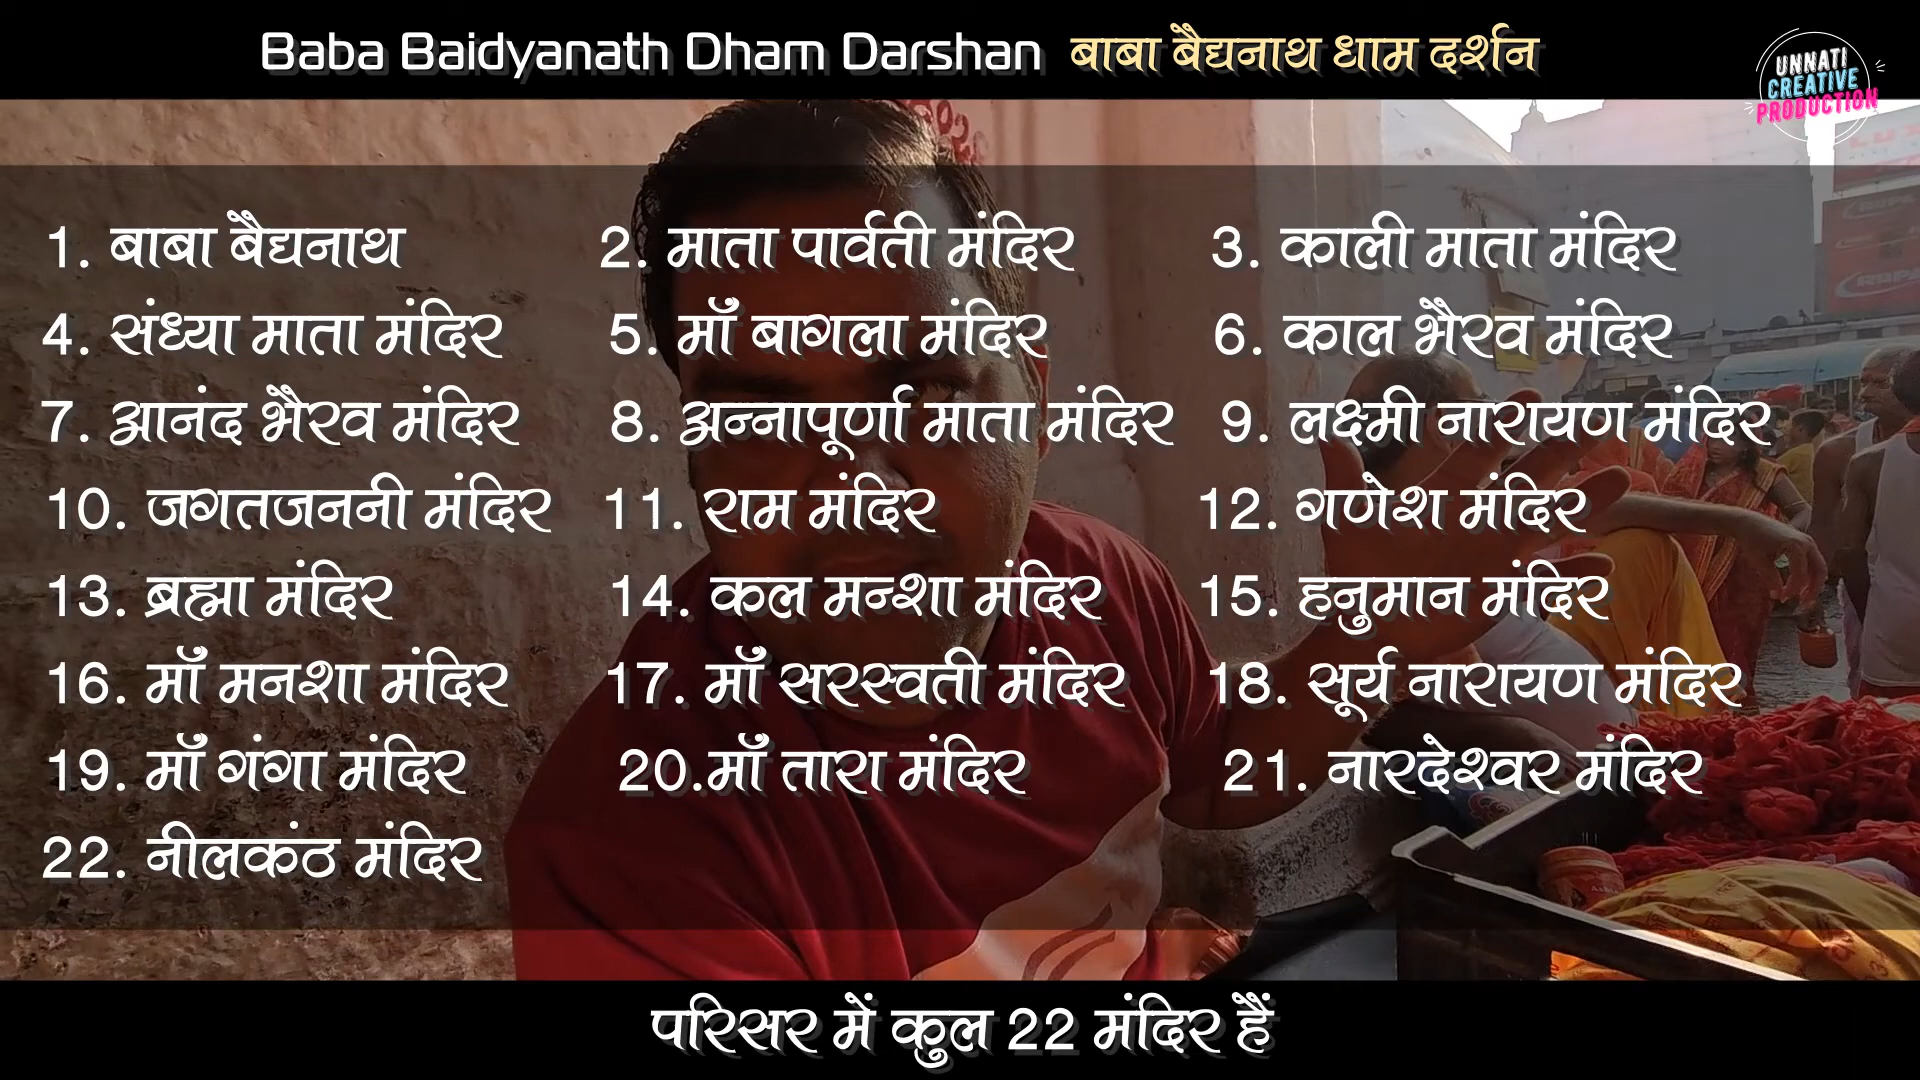 Baba Baidyanath Dham Darshan बाबा बैद्यनाथ धाम दर्शन
UNNATI
CREATIVE
PRODUCTION
1. बाबा बैद्यनाथ 2. माता पार्वती मंदिर 3. काली माता मंदिर
4. संध्या माता मंदिर 5. माँ बागला मंदिर 6. काल भैरव मंदिर
7. आनंद भैरव मंदिर 8. अन्नापूर्णा माता मंदिर 9. लक्ष्मी नारायण मंदिर
10. जगतजननी मंदिर 11. राम मंदिर 12. गणेश मंदिर
13. ब्रह्मा मंदिर 14. कल मन्शा मंदिर 15. हनुमान मंदिर
16. माँ मनशा मंदिर 17. माँ सरस्वती मंदिर 18. सूर्य नारायण मंदिर
19. माँ गंगा मंदिर 20.माँ तारा मंदिर 21. नारदेश्वर मंदिर
22. नीलकंठ मंदिर
परिसर में कुल 22 मंदिर हैं